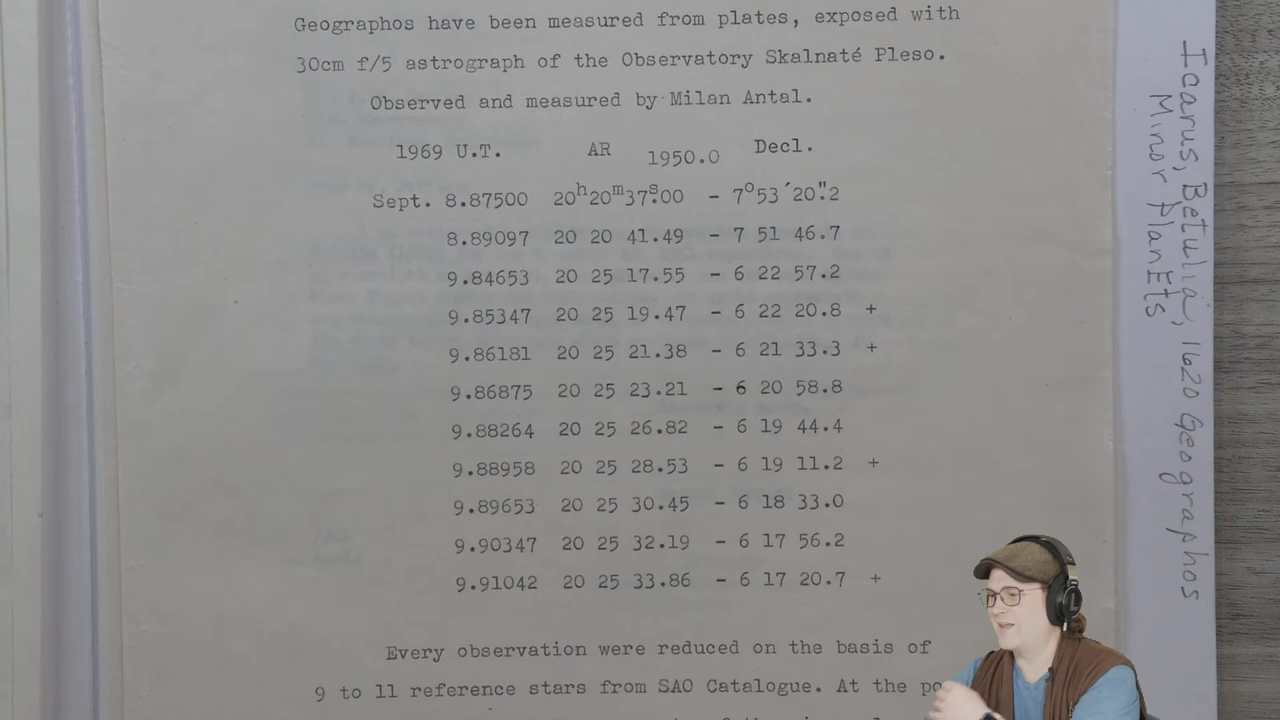 Geographos have been measured from plates, exposed with
30cm f/5 astrograph of the Observatory Skalnaté Pleso.
Observed and measured by Milan Antal.
1969 U.T. AR 1950.0 Decl.
Sept. 8.87500 20ʰ20ᵐ37ˢ.00 - 7°53´20".2
8.89097 20 20 41.49 - 7 51 46.7
9.84653 20 25 17.55 - 6 22 57.2
9.85347 20 25 19.47 - 6 22 20.8 +
9.86181 20 25 21.38 - 6 21 33.3 +
9.86875 20 25 23.21 - 6 20 58.8
9.88264 20 25 26.82 - 6 19 44.4
9.88958 20 25 28.53 - 6 19 11.2 +
9.89653 20 25 30.45 - 6 18 33.0
9.90347 20 25 32.19 - 6 17 56.2
9.91042 20 25 33.86 - 6 17 20.7 +
Every observation were reduced on the basis of
9 to 11 reference stars from SAO Catalogue. At the
Icarus, Betulia, 1620 Geographos
Minor PlanEts